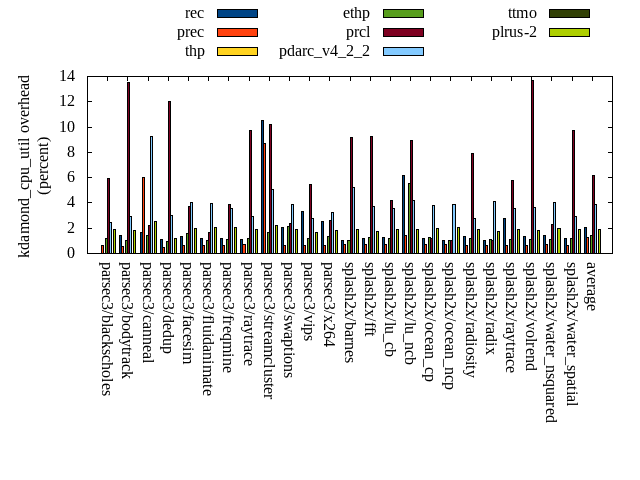 rec
prec
thp
ethp
prcl
pdarc_v4_2_2
ttmo
plrus-2
kdamond_cpu_util overhead
(percent)
14
12
10
8
6
4
2
0
parsec3/blackscholes
parsec3/bodytrack
parsec3/canneal
parsec3/dedup
parsec3/facesim
parsec3/fluidanimate
parsec3/freqmine
parsec3/raytrace
parsec3/streamcluster
parsec3/swaptions
parsec3/vips
parsec3/x264
splash2x/barnes
splash2x/fft
splash2x/lu_cb
splash2x/lu_ncb
splash2x/ocean_cp
splash2x/ocean_ncp
splash2x/radiosity
splash2x/radix
splash2x/raytrace
splash2x/volrend
splash2x/water_nsquared
splash2x/water_spatial
average